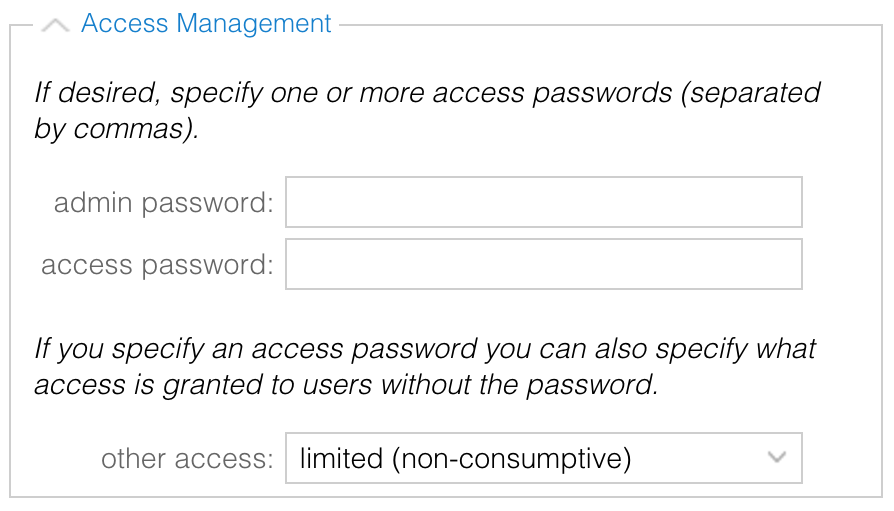 Access Management
If desired, specify one or more access passwords (separated
by commas).
admin password:
access password:
If you specify an access password you can also specify what
access is granted to users without the password.
other access: limited (non-consumptive)